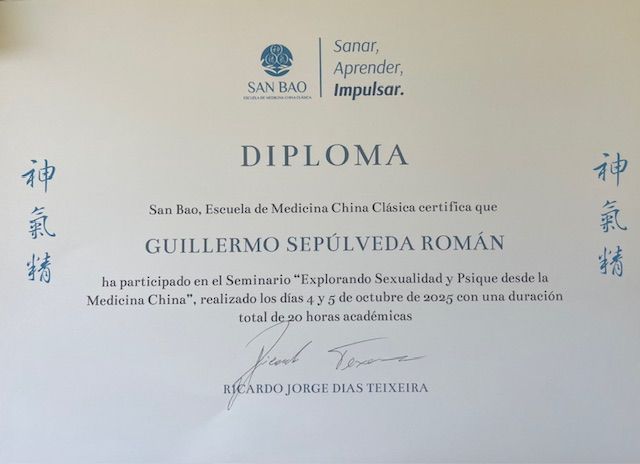 SAN BAO
ESCUELA DE MEDICINA CHINA CLÁSICA
Sanar,
Aprender,
Impulsar.
DIPLOMA
神
氣
精
神
氣
精
San Bao, Escuela de Medicina China Clásica certifica que
GUILLERMO SEPÚLVEDA ROMÁN
ha participado en el Seminario “Explorando Sexualidad y Psique desde la
Medicina China”, realizado los días 4 y 5 de octubre de 2025 con una duración
total de 20 horas académicas
Ricardo Teixeira
RICARDO JORGE DIAS TEIXEIRA